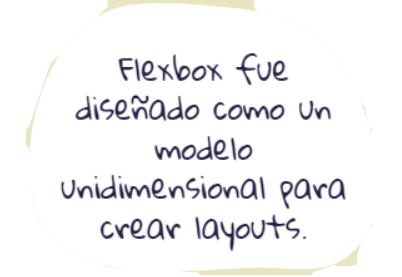 Flexbox fue
diseñado como un
modelo
unidimensional para
crear layouts.